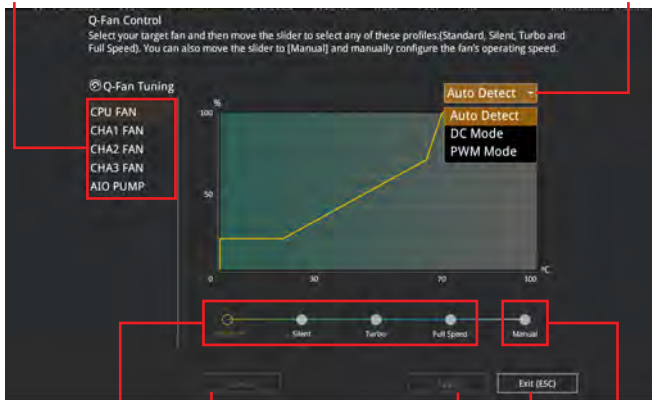 Q-Fan Control
Select your target fan and then move the slider to select any of these profiles:(Standard, Silent, Turbo and
Full Speed). You can also move the slider to [Manual] and manually configure the fan's operating speed.
Q-Fan Tuning
Auto Detect
CPU FAN
CHA1 FAN
CHA2 FAN
CHA3 FAN
AIO PUMP
%
100
Auto Detect
DC Mode
PWM Mode
50
°C
0
30
70
100
Silent
Turbo
Full Speed
Manual
Exit (ESC)